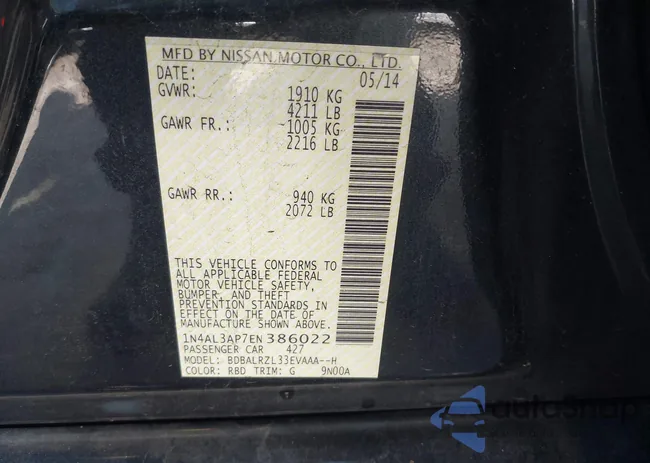 MFD BY NISSAN MOTOR CO., LTD.
DATE: 05/14
GVWR: 1910 KG
4211 LB
GAWR FR.: 1005 KG
2216 LB
GAWR RR.: 940 KG
2072 LB
THIS VEHICLE CONFORMS TO
ALL APPLICABLE FEDERAL
MOTOR VEHICLE SAFETY,
BUMPER, AND THEFT
PREVENTION STANDARDS IN
EFFECT ON THE DATE OF
MANUFACTURE SHOWN ABOVE.
1N4AL3AP7EN386022
PASSENGER CAR 427
MODEL: BDBALRZL33EVAAA--H
COLOR: RBD TRIM: G 9N00A
autoSnap